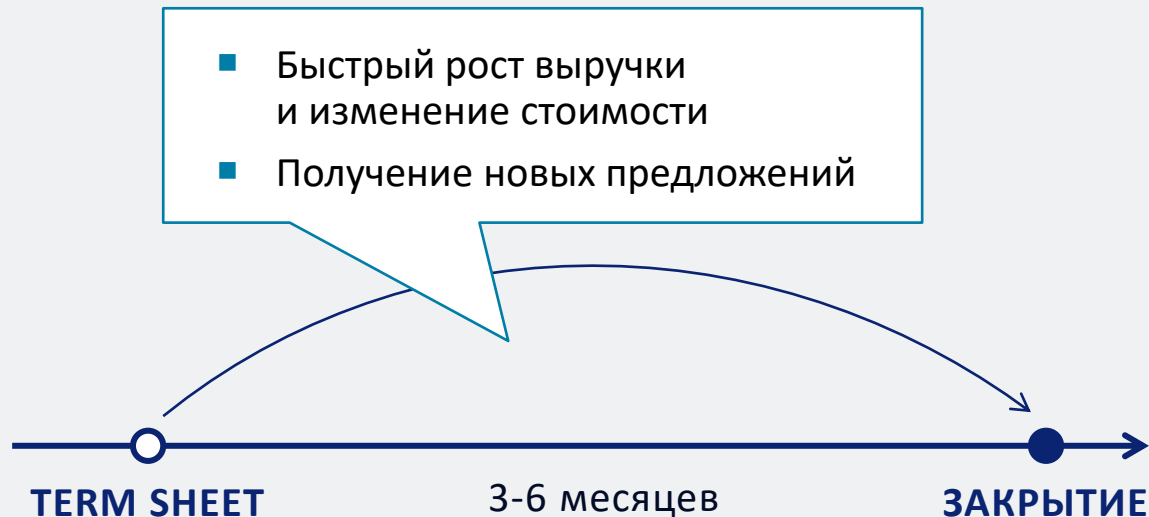 Быстрый рост выручки
и изменение стоимости
Получение новых предложений
TERM SHEET
3-6 месяцев
ЗАКРЫТИЕ